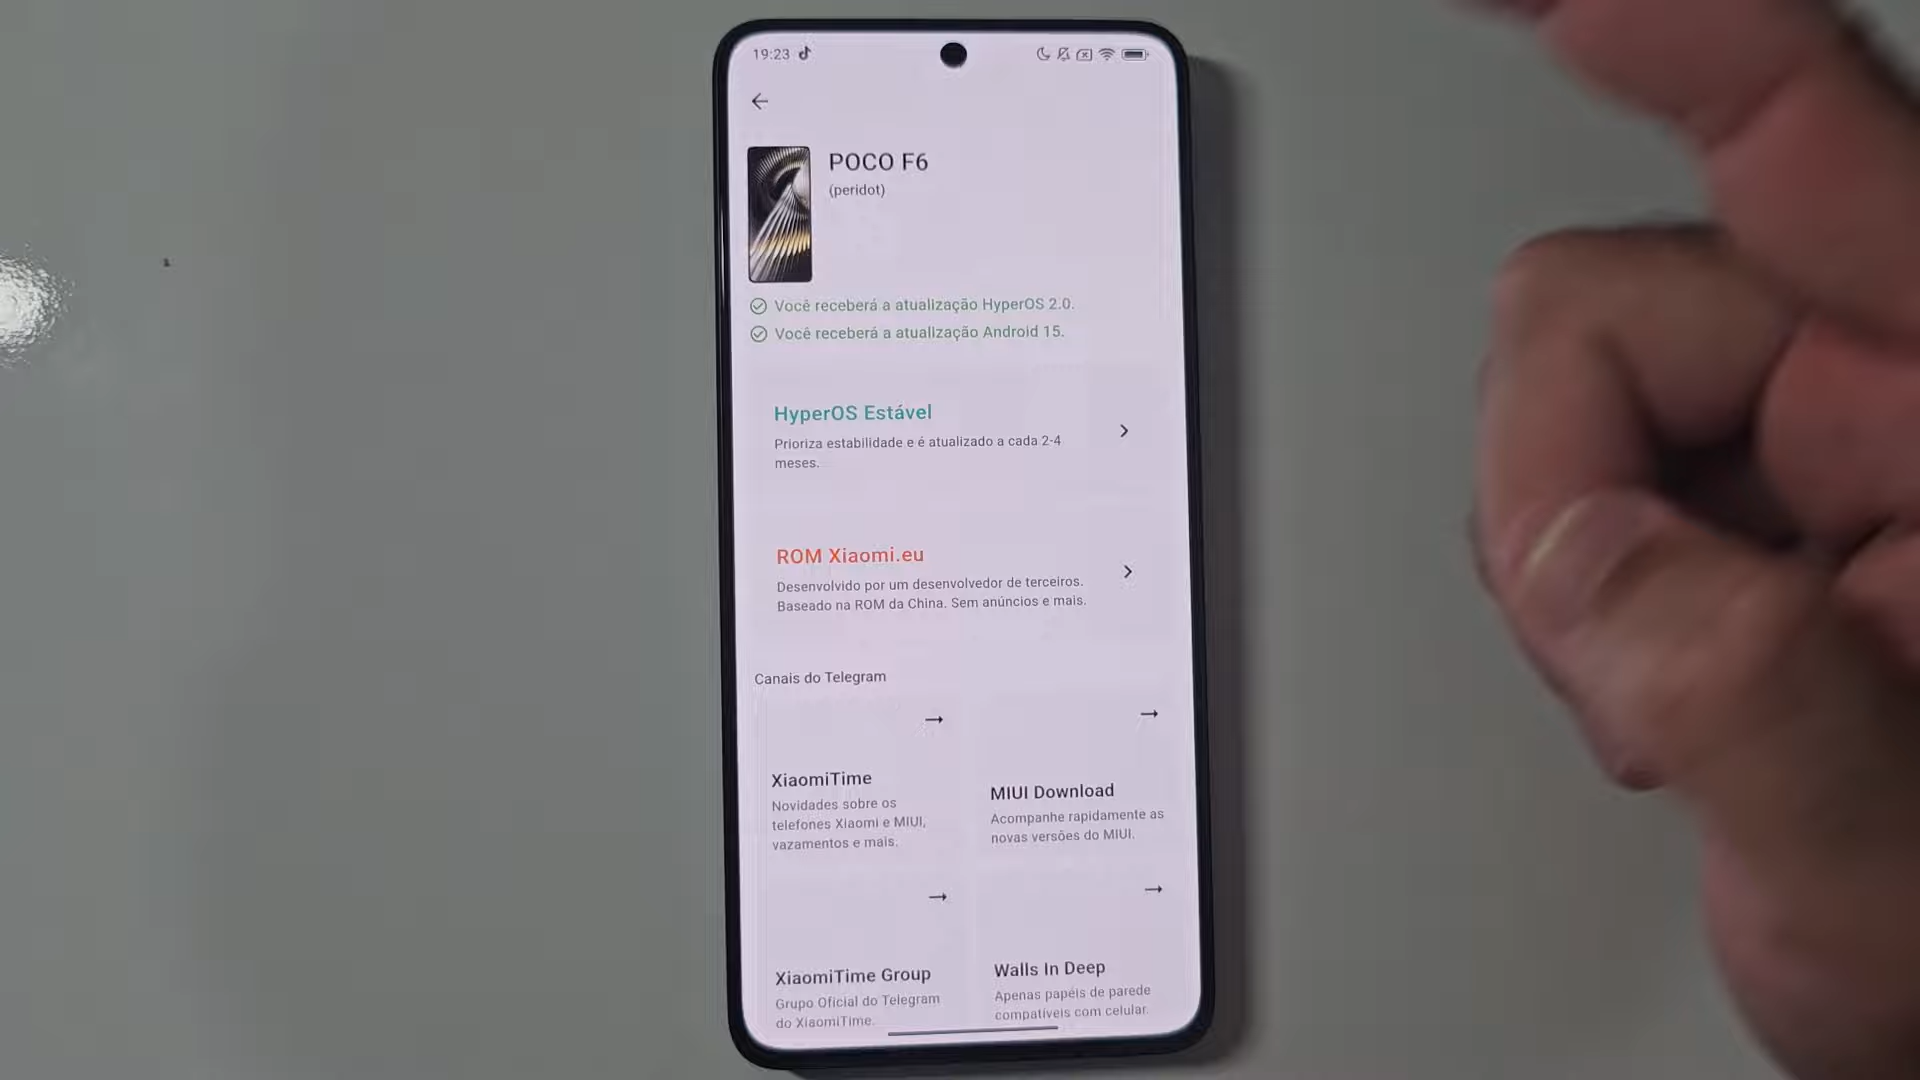 19:23
POCO F6
(peridot)
Você receberá a atualização HyperOS 2.0.
Você receberá a atualização Android 15.
HyperOS Estável
Prioriza estabilidade e é atualizado a cada 2-4
meses.
ROM Xiaomi.eu
Desenvolvido por um desenvolvedor de terceiros.
Baseado na ROM da China. Sem anúncios e mais.
Canais do Telegram
XiaomiTime
Novidades sobre os
telefones Xiaomi e MIUI,
vazamentos e mais.
MIUI Download
Acompanhe rapidamente as
novas versões do MIUI.
XiaomiTime Group
Grupo Oficial do Telegram
do XiaomiTime.
Walls In Deep
Apenas papéis de parede
compatíveis com celular.